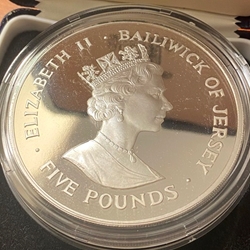 ELIZABETH II · BAILIWICK OF JERSEY ·
FIVE POUNDS ·